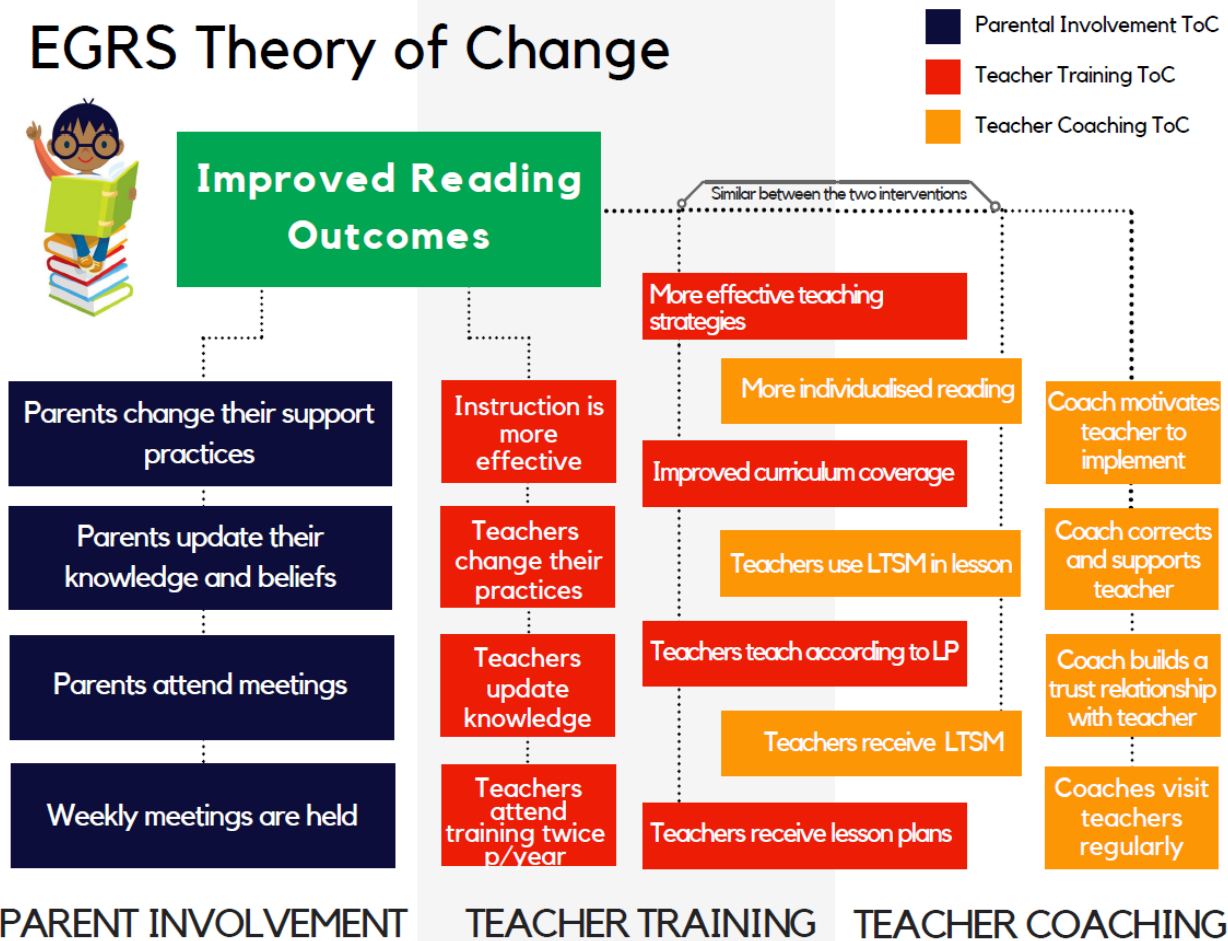 EGRS Theory of Change
Parental Involvement ToC
Teacher Training ToC
Teacher Coaching ToC
Improved Reading
Outcomes
Similar between the two interventions
Parents change their support
practices
Parents update their
knowledge and beliefs
Parents attend meetings
Weekly meetings are held
Instruction is
more
effective
Teachers
change their
practices
Teachers
update
knowledge
Teachers
attend
training twice
p/year
More effective teaching
strategies
More individualised reading
Improved curriculum coverage
Teachers use LTSM in lesson
Teachers teach according to LP
Teachers receive LTSM
Teachers receive lesson plans
Coach motivates
teacher to
implement
Coach corrects
and supports
teacher
Coach builds a
trust relationship
with teacher
Coaches visit
teachers
regularly
PARENT INVOLVEMENT
TEACHER TRAINING
TEACHER COACHING